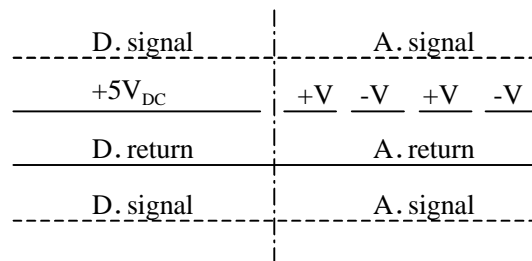 D. signal A. signal
+5V_DC +V -V +V -V
D. return A. return
D. signal A. signal